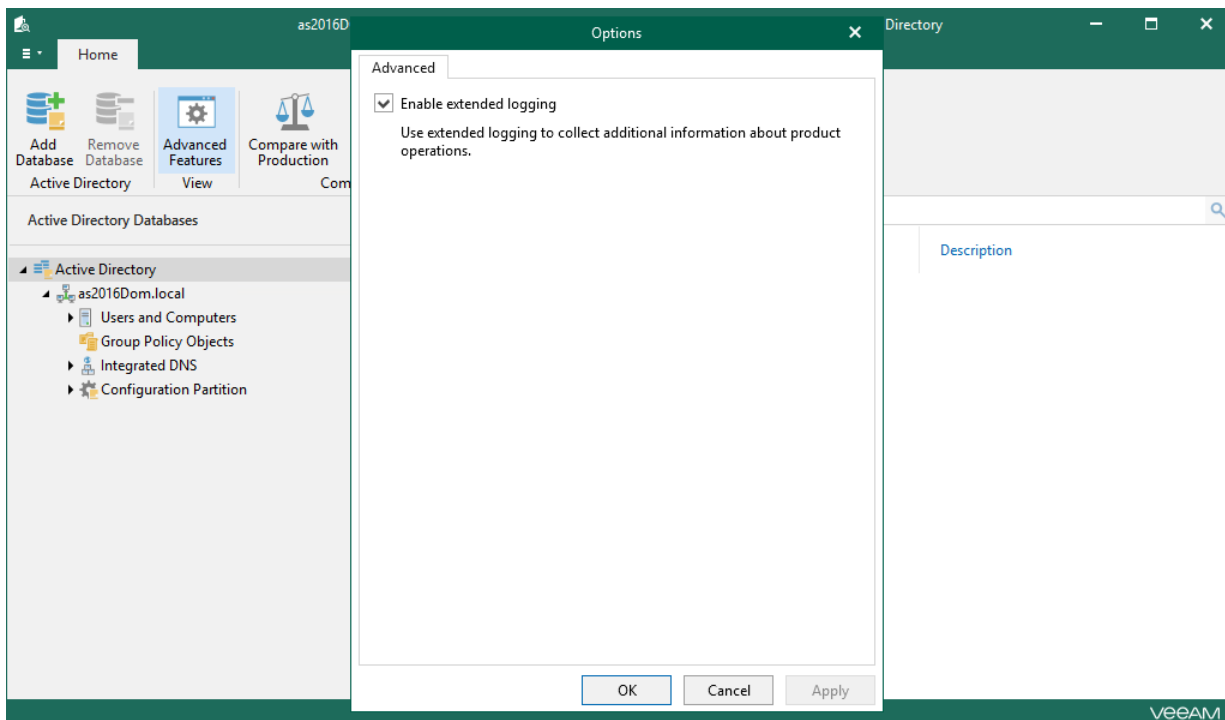 as2016D
Options
Directory
Home
Advanced
Enable extended logging
Use extended logging to collect additional information about product
operations.
Add
Database
Remove
Database
Advanced
Features
Compare with
Production
Active Directory
View
Com
Active Directory Databases
Description
Active Directory
as2016Dom.local
Users and Computers
Group Policy Objects
Integrated DNS
Configuration Partition
OK
Cancel
Apply
veeam